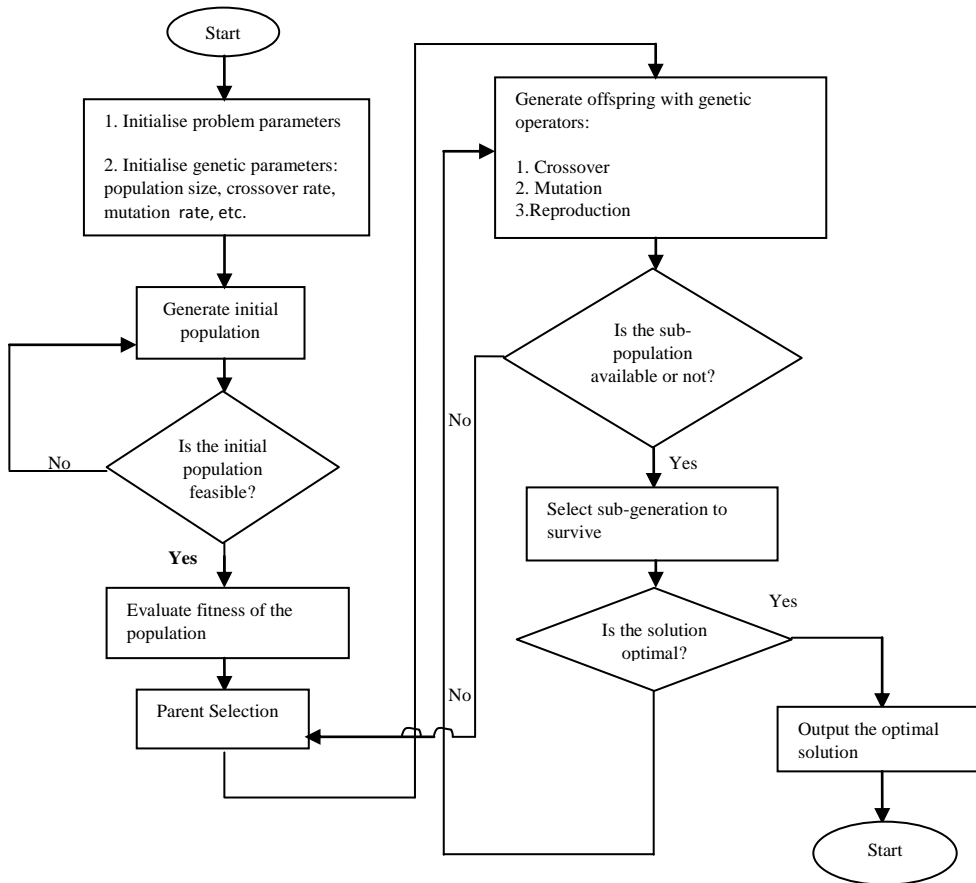 Start
1. Initialise problem parameters
2. Initialise genetic parameters:
population size, crossover rate,
mutation rate, etc.
Generate initial
population
Is the initial
population
feasible?
No
Yes
Evaluate fitness of the
population
Parent Selection
Generate offspring with genetic
operators:
1. Crossover
2. Mutation
3.Reproduction
Is the sub-
population
available or not?
No
Yes
Select sub-generation to
survive
Is the solution
optimal?
Yes
No
Output the optimal
solution
Start